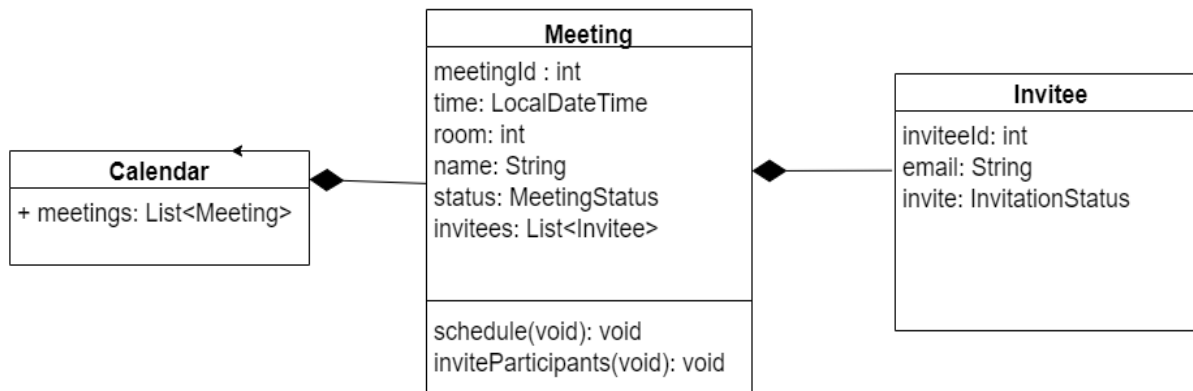 Calendar
+ meetings: List<Meeting>
Meeting
meetingId : int
time: LocalDateTime
room: int
name: String
status: MeetingStatus
invitees: List<Invitee>
schedule(void): void
inviteParticipants(void): void
Invitee
inviteeId: int
email: String
invite: InvitationStatus